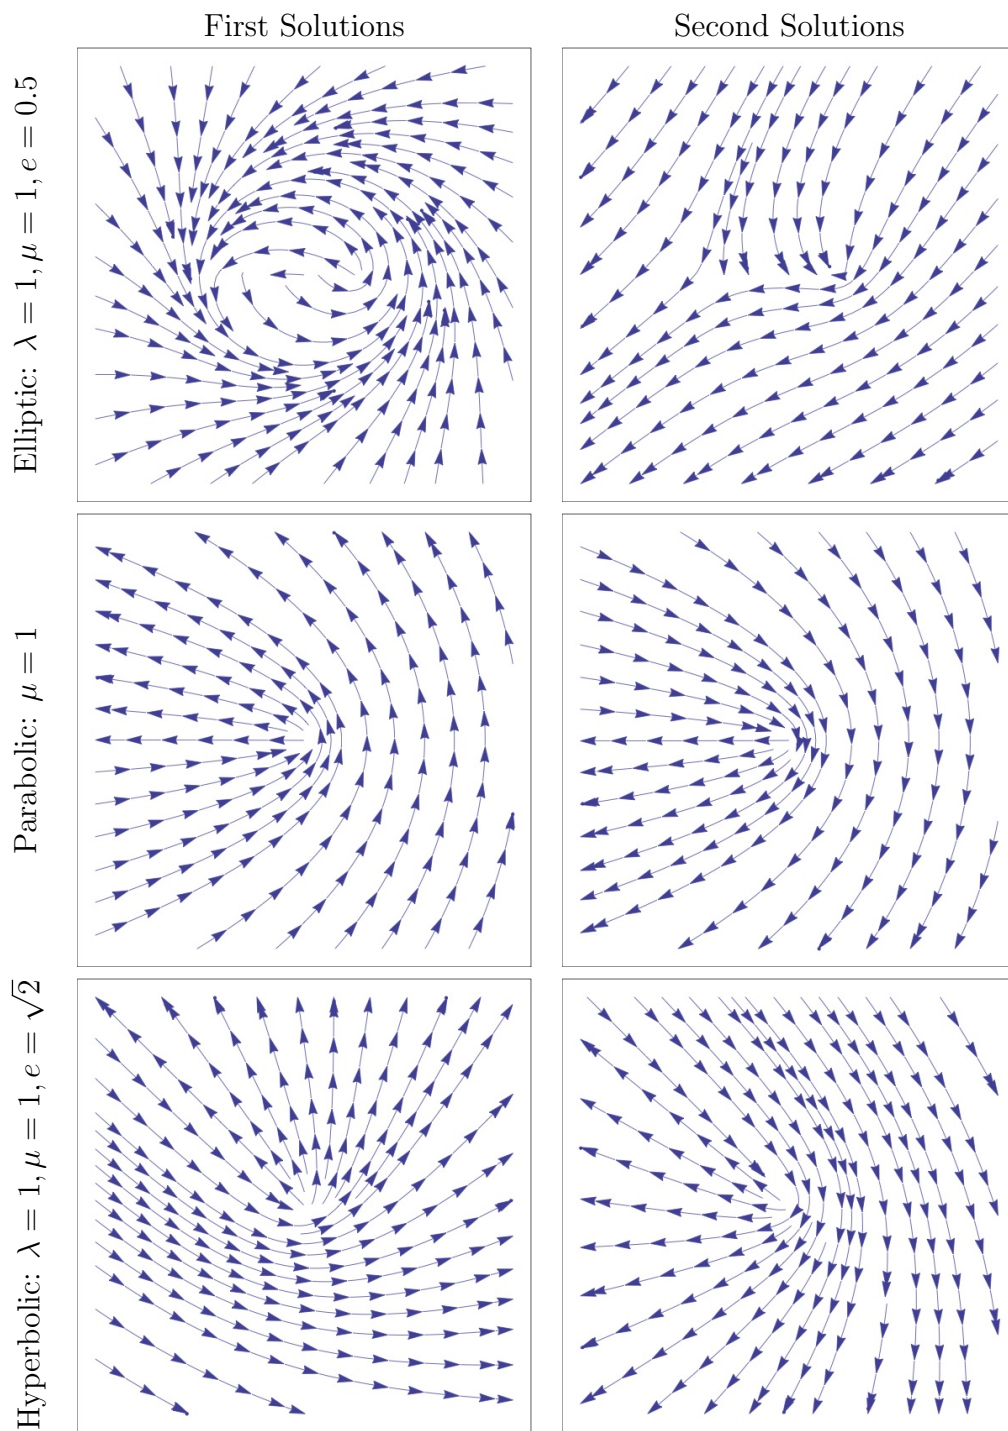 First Solutions
Second Solutions
Elliptic: λ = 1, μ = 1, e = 0.5
Parabolic: μ = 1
Hyperbolic: λ = 1, μ = 1, e = √2